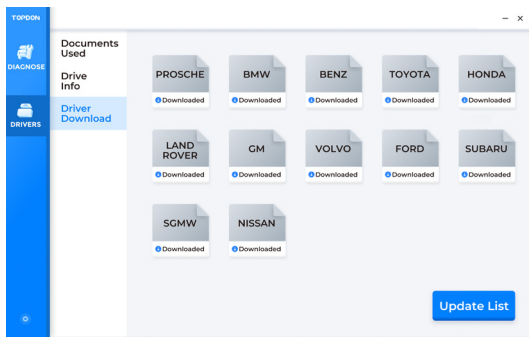 TOPDON
DIAGNOSE
DRIVERS
Documents
Used
Drive
Info
Driver
Download
PROSCHE
Downloaded
BMW
Downloaded
BENZ
Downloaded
TOYOTA
Downloaded
HONDA
Downloaded
LAND
ROVER
Downloaded
GM
Downloaded
VOLVO
Downloaded
FORD
Downloaded
SUBARU
Downloaded
SGMW
Downloaded
NISSAN
Downloaded
Update List